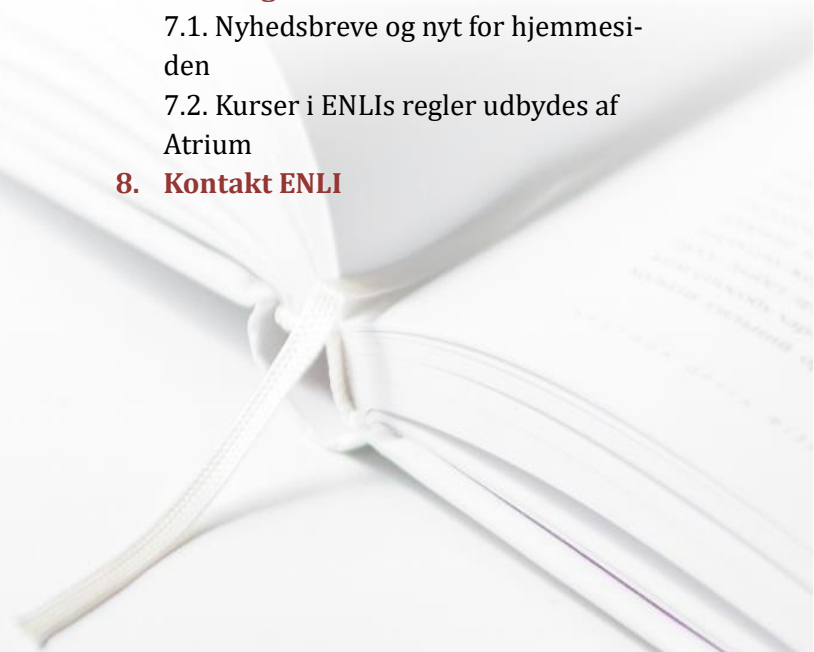 7.1. Nyhedsbreve og nyt for hjemmesi-
den
7.2. Kurser i ENLIs regler udbydes af
Atrium
8. Kontakt ENLI